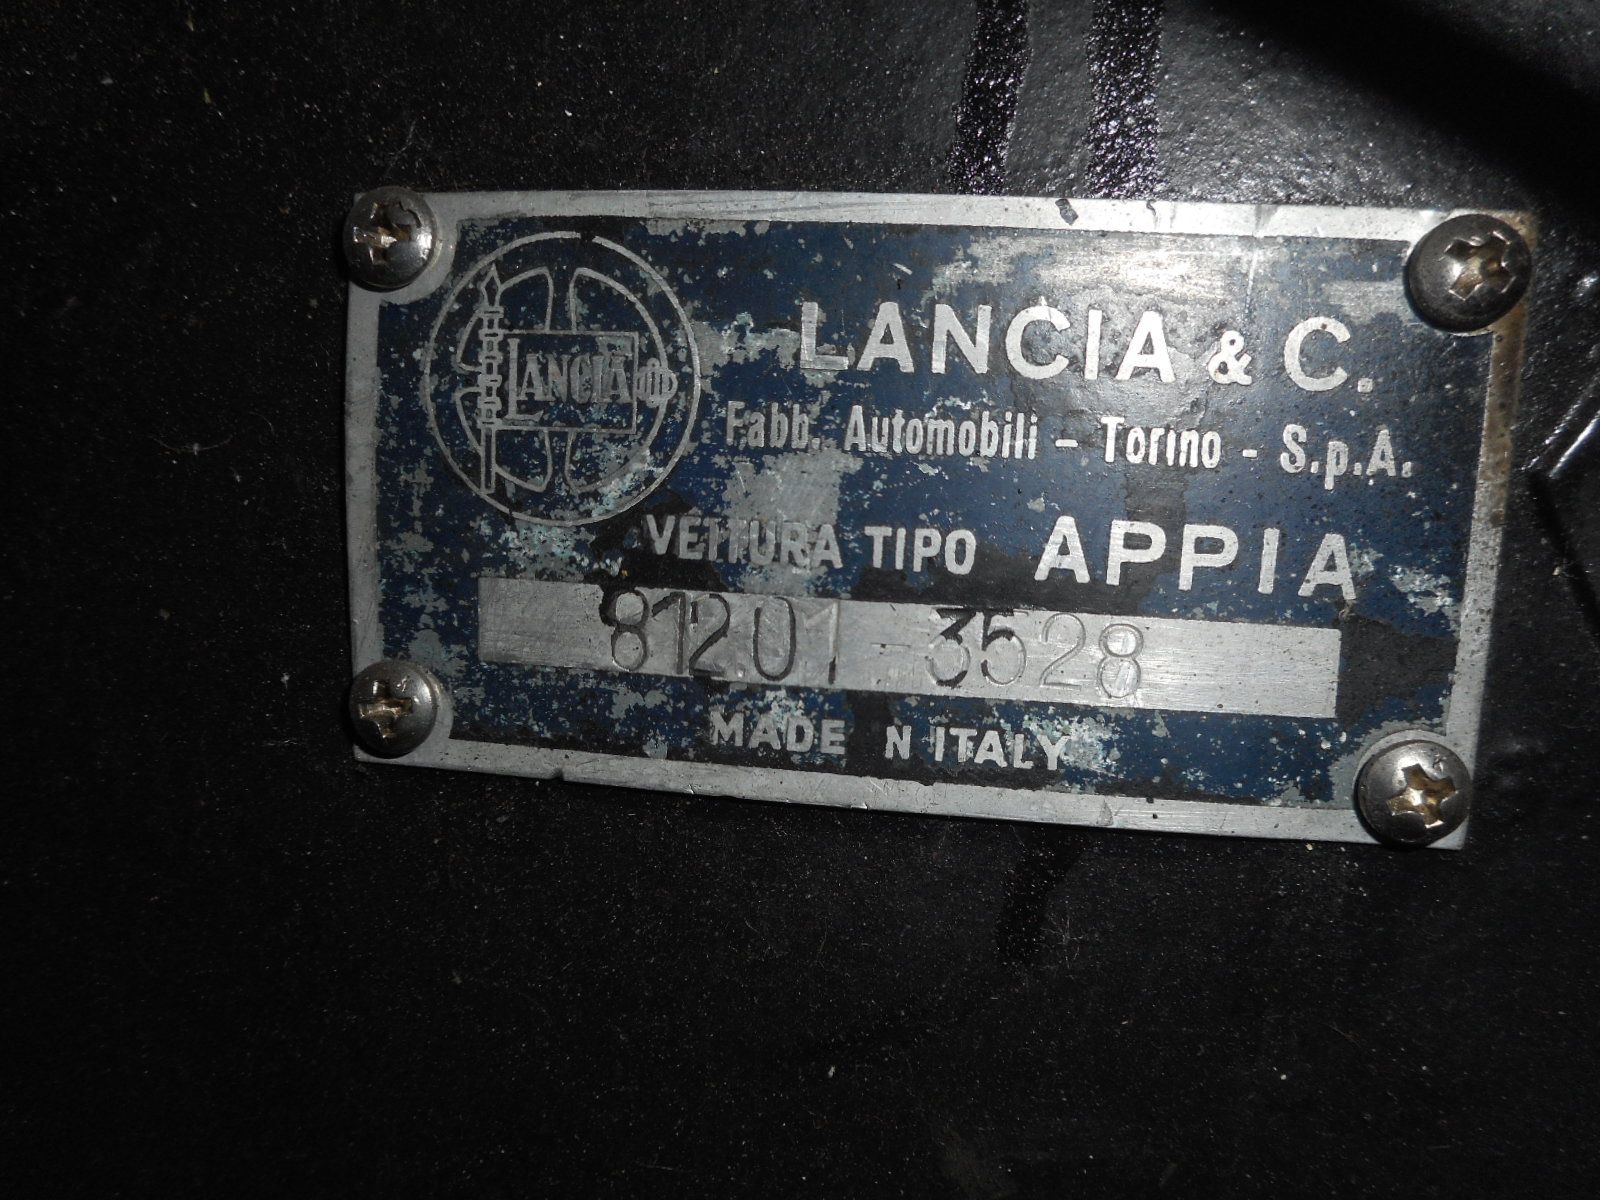 LANCIA
LANCIA & C.
Fabb. Automobili - Torino - S.p.A.
VETTURA TIPO APPIA
81201-3528
MADE N ITALY